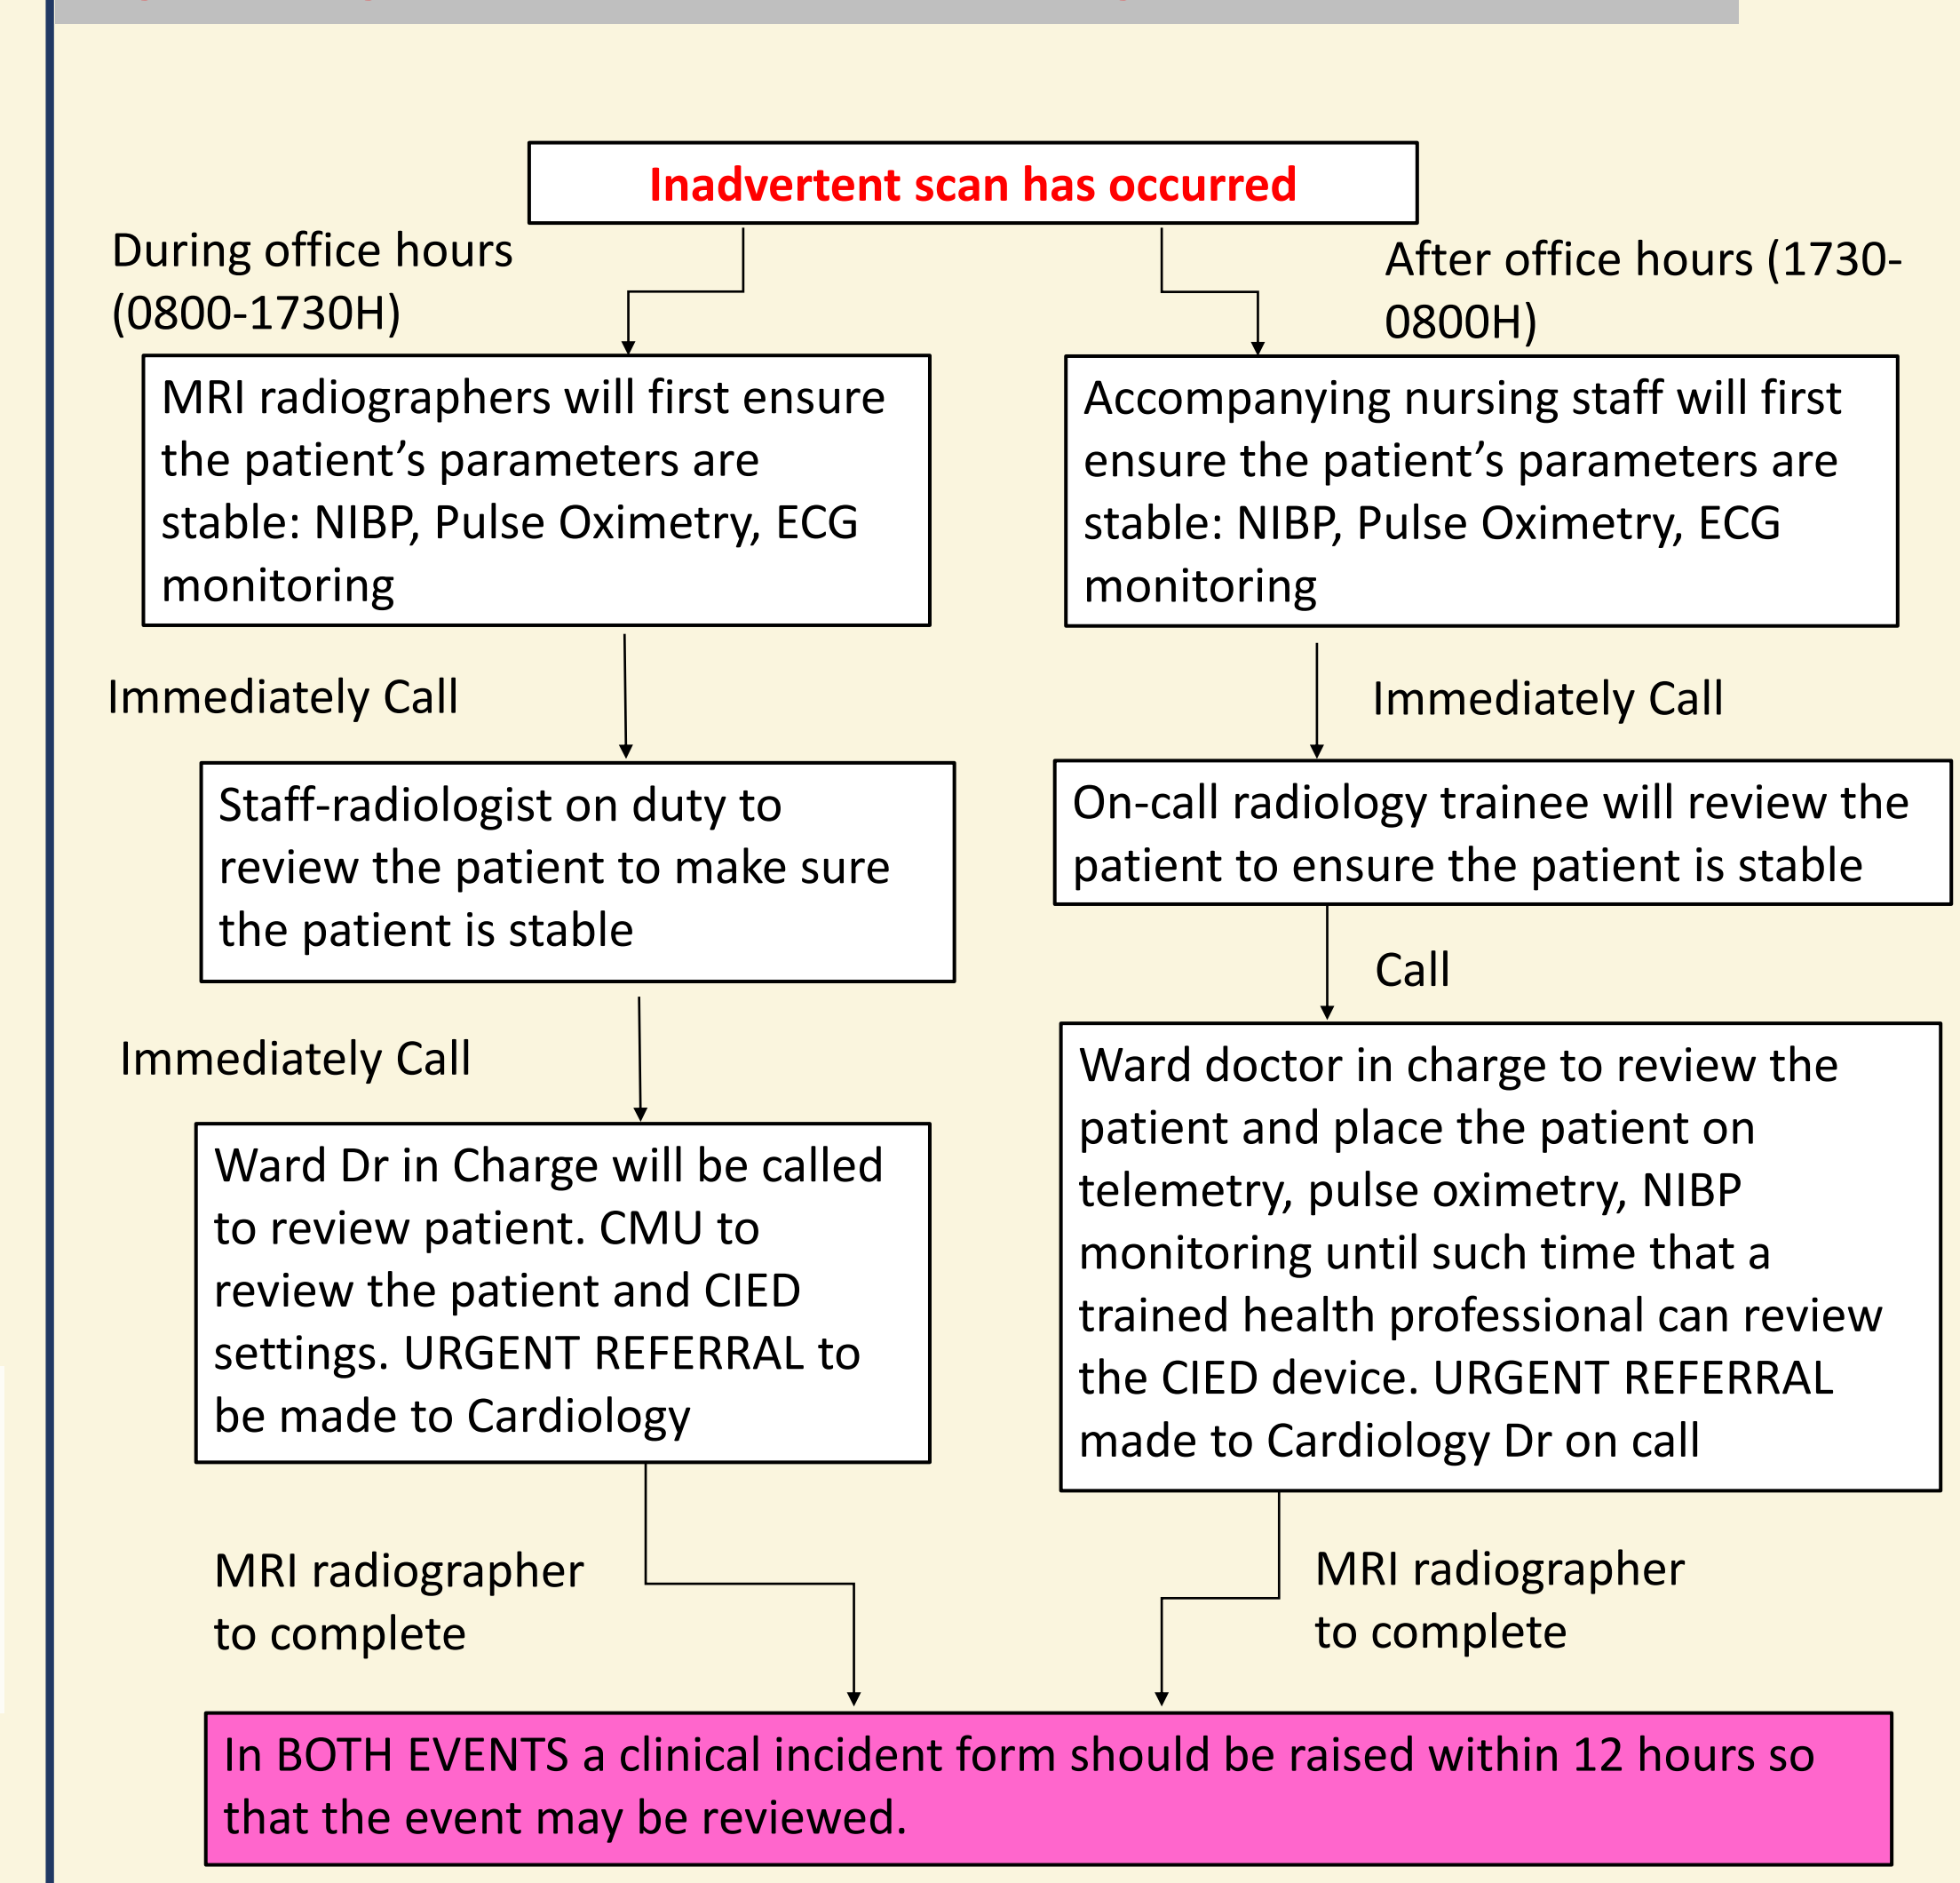 Inadvertent scan has occurred
During office hours
(0800-1730H)
After office hours (1730-
0800H)
MRI radiographers will first ensure
the patient’s parameters are
stable: NIBP, Pulse Oximetry, ECG
monitoring
Accompanying nursing staff will first
ensure the patient’s parameters are
stable: NIBP, Pulse Oximetry, ECG
monitoring
Immediately Call
Immediately Call
Staff-radiologist on duty to
review the patient to make sure
the patient is stable
On-call radiology trainee will review the
patient to ensure the patient is stable
Call
Immediately Call
Ward Dr in Charge will be called
to review patient. CMU to
review the patient and CIED
settings. URGENT REFERRAL to
be made to Cardiology
Ward doctor in charge to review the
patient and place the patient on
telemetry, pulse oximetry, NIBP
monitoring until such time that a
trained health professional can review
the CIED device. URGENT REFERRAL
made to Cardiology Dr on call
MRI radiographer
to complete
MRI radiographer
to complete
In BOTH EVENTS a clinical incident form should be raised within 12 hours so
that the event may be reviewed.